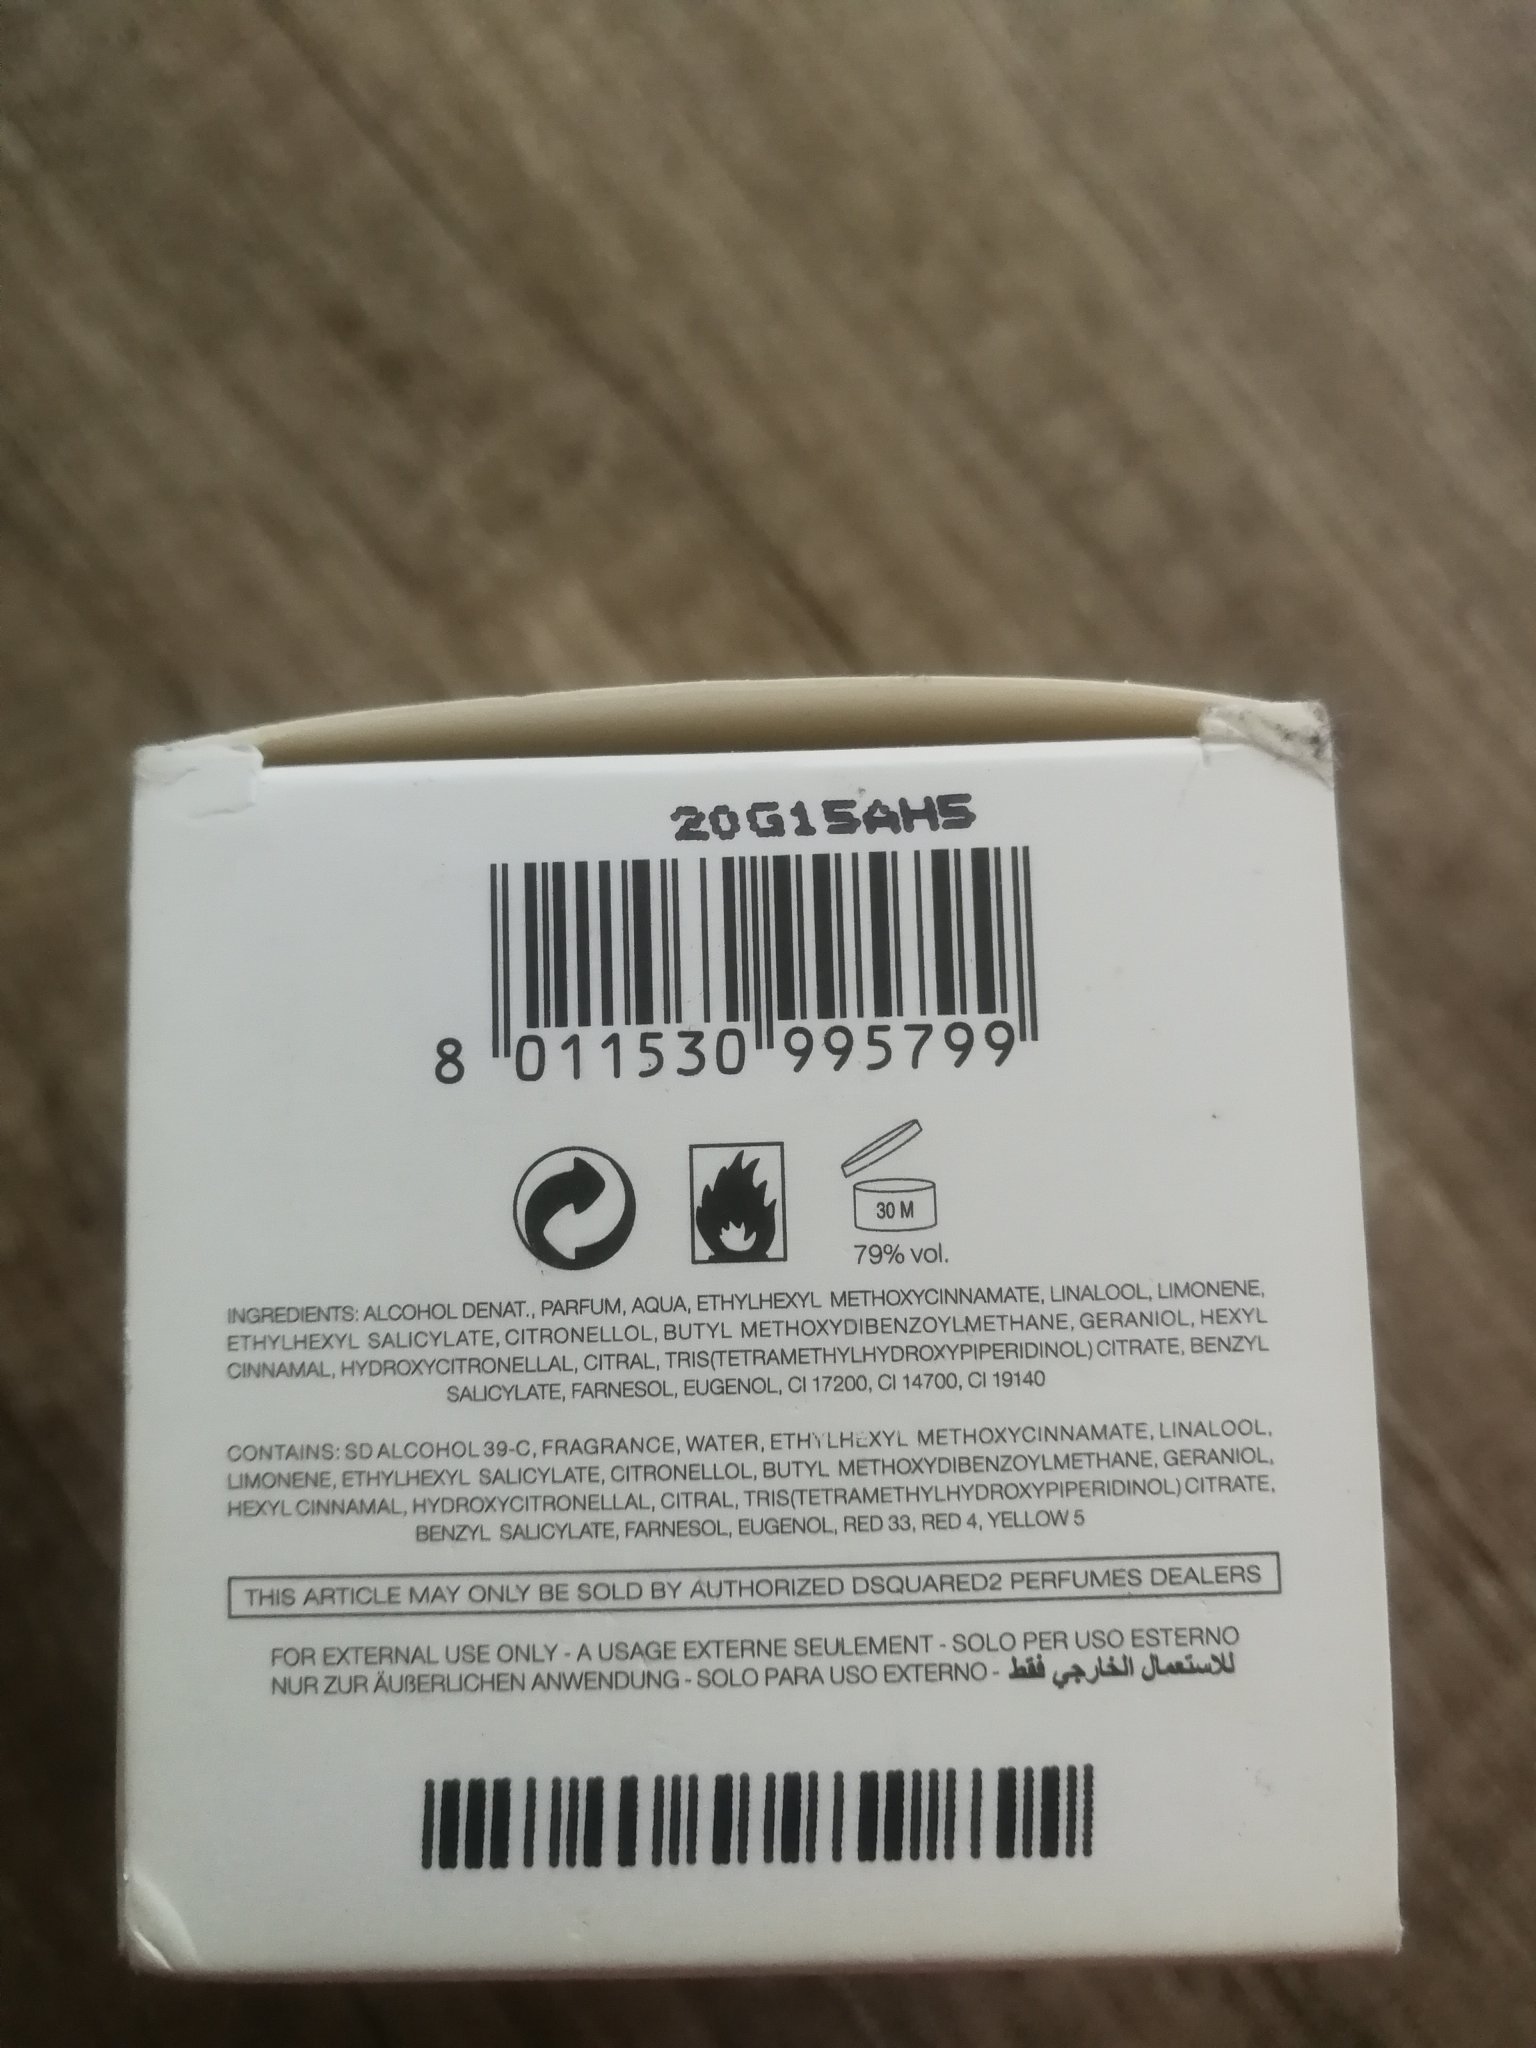 20G15AH5
8 011530 995799
30 M
79% vol.
INGREDIENTS: ALCOHOL DENAT., PARFUM, AQUA, ETHYLHEXYL METHOXYCINNAMATE, LINALOOL, LIMONENE,
ETHYLHEXYL SALICYLATE, CITRONELLOL, BUTYL METHOXYDIBENZOYLMETHANE, GERANIOL, HEXYL
CINNAMAL, HYDROXYCITRONELLAL, CITRAL, TRIS(TETRAMETHYLHYDROXYPIPERIDINOL) CITRATE, BENZYL
SALICYLATE, FARNESOL, EUGENOL, CI 17200, CI 14700, CI 19140
CONTAINS: SD ALCOHOL 39-C, FRAGRANCE, WATER, ETHYLHEXYL METHOXYCINNAMATE, LINALOOL,
LIMONENE, ETHYLHEXYL SALICYLATE, CITRONELLOL, BUTYL METHOXYDIBENZOYLMETHANE, GERANIOL,
HEXYL CINNAMAL, HYDROXYCITRONELLAL, CITRAL, TRIS(TETRAMETHYLHYDROXYPIPERIDINOL) CITRATE,
BENZYL SALICYLATE, FARNESOL, EUGENOL, RED 33, RED 4, YELLOW 5
THIS ARTICLE MAY ONLY BE SOLD BY AUTHORIZED DSQUARED2 PERFUMES DEALERS
FOR EXTERNAL USE ONLY - A USAGE EXTERNE SEULEMENT - SOLO PER USO ESTERNO
NUR ZUR ÄUßERLICHEN ANWENDUNG - SOLO PARA USO EXTERNO - للاستعمال الخارجي فقط